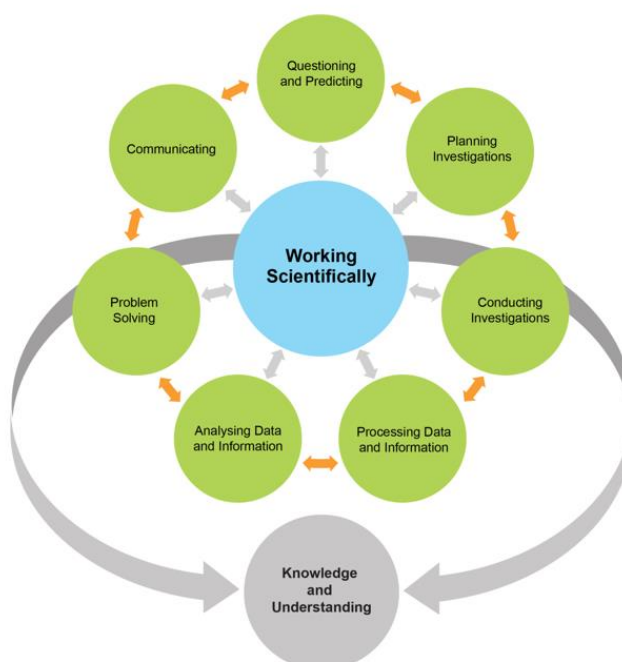 Questioning
and Predicting
Communicating
Planning
Investigations
Working
Scientifically
Problem
Solving
Conducting
Investigations
Analysing Data
and Information
Processing Data
and Information
Knowledge
and
Understanding